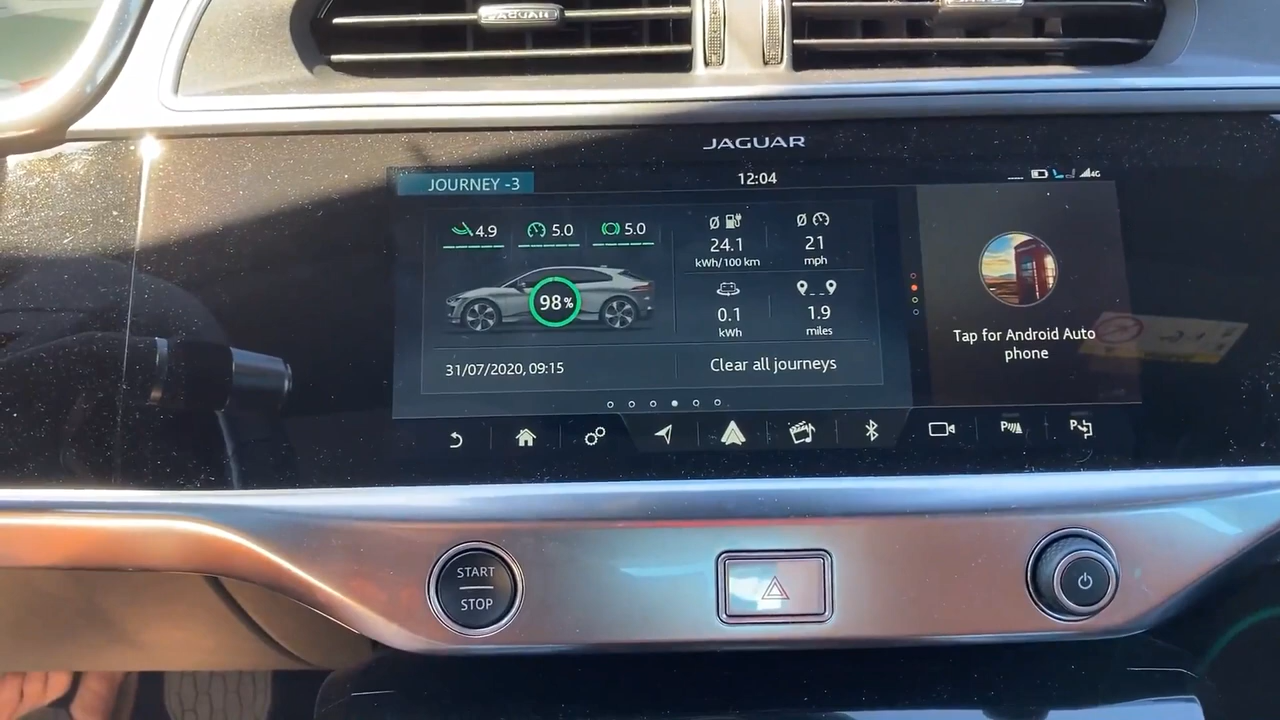 JAGUAR
JAGUAR
JOURNEY -3
12:04
4G
4.9
5.0
5.0
98%
Ø
24.1
kWh/100 km
Ø
21
mph
0.1
kWh
1.9
miles
31/07/2020, 09:15
Clear all journeys
Tap for Android Auto
phone
P
P
START
STOP